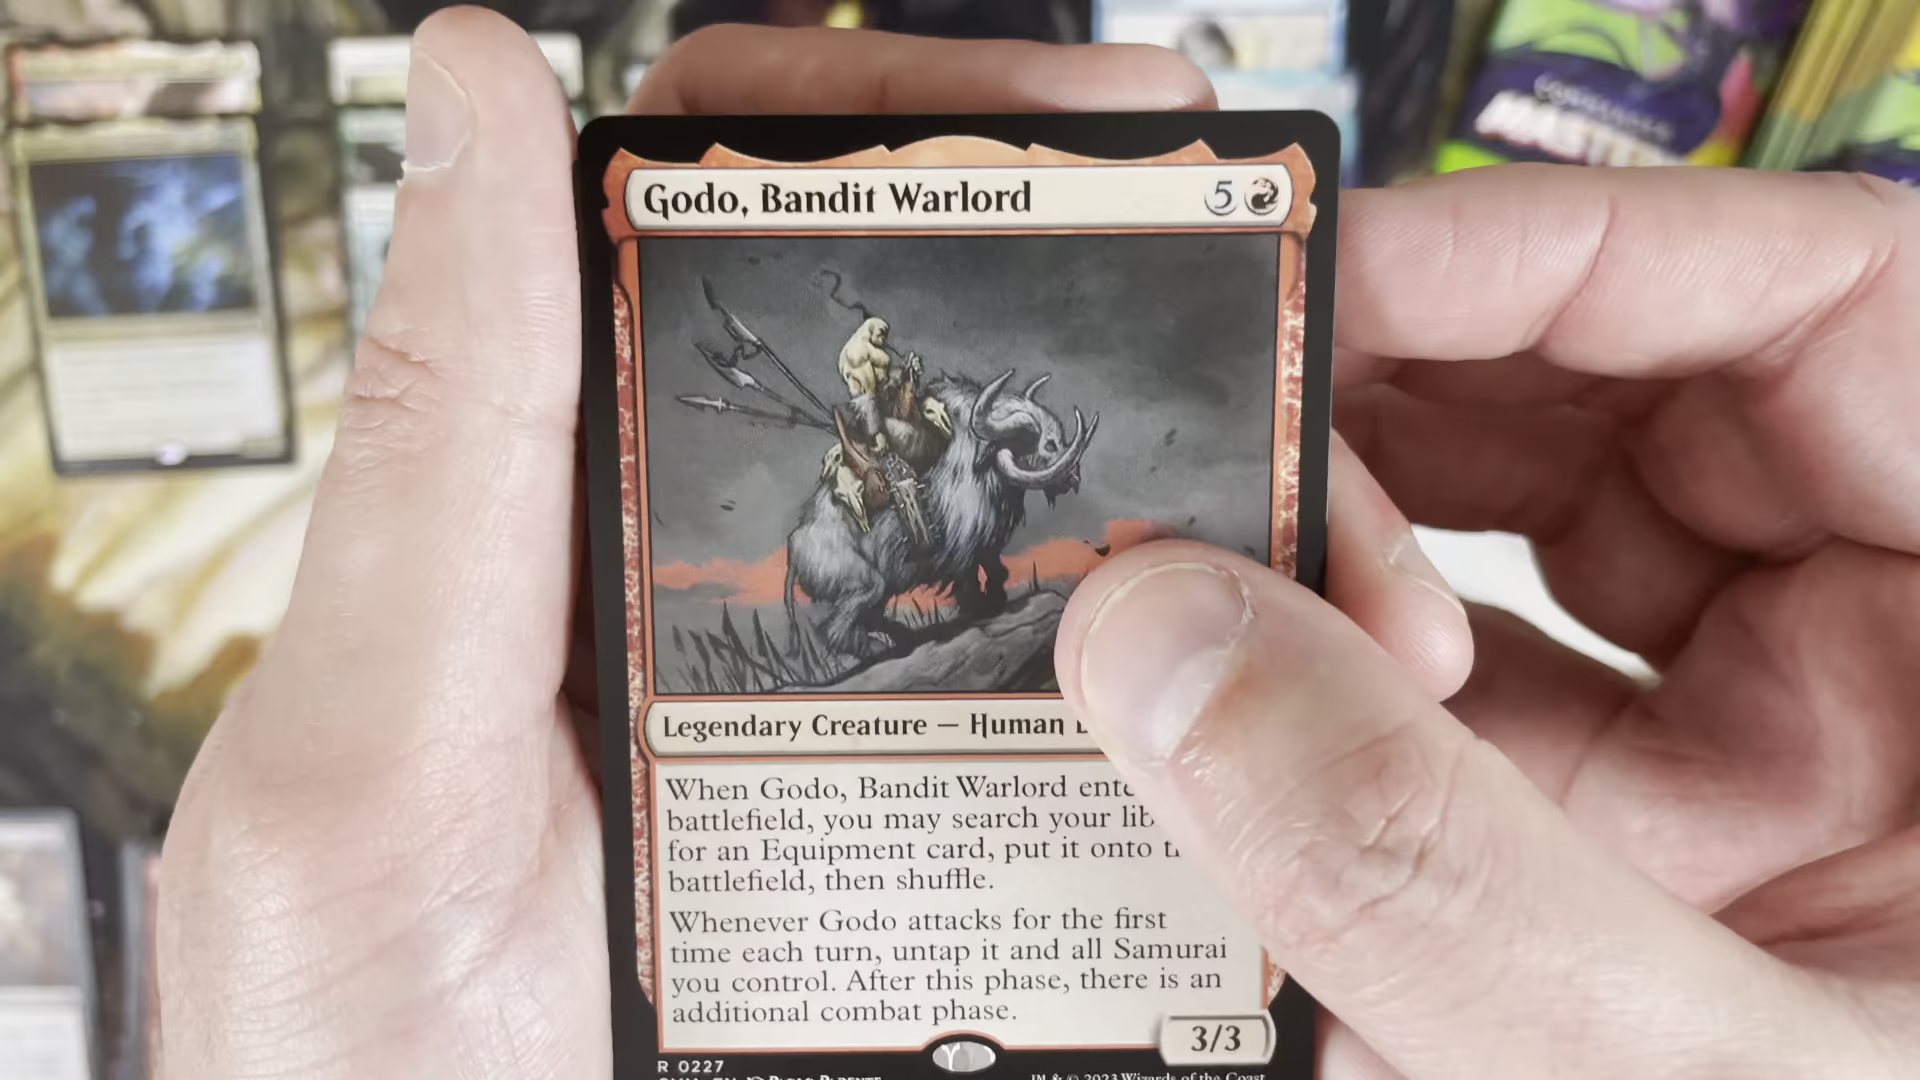 COMMANDER
MASTERS
Godo, Bandit Warlord 5
Legendary Creature — Human
When Godo, Bandit Warlord
battlefield, you may search your
for an Equipment card, put it onto
battlefield, then shuffle.
Whenever Godo attacks for the first
time each turn, untap it and all Samurai
you control. After this phase, there is an
additional combat phase.
3/3
R 0227
™ & © 2023 Wizards of the Coast